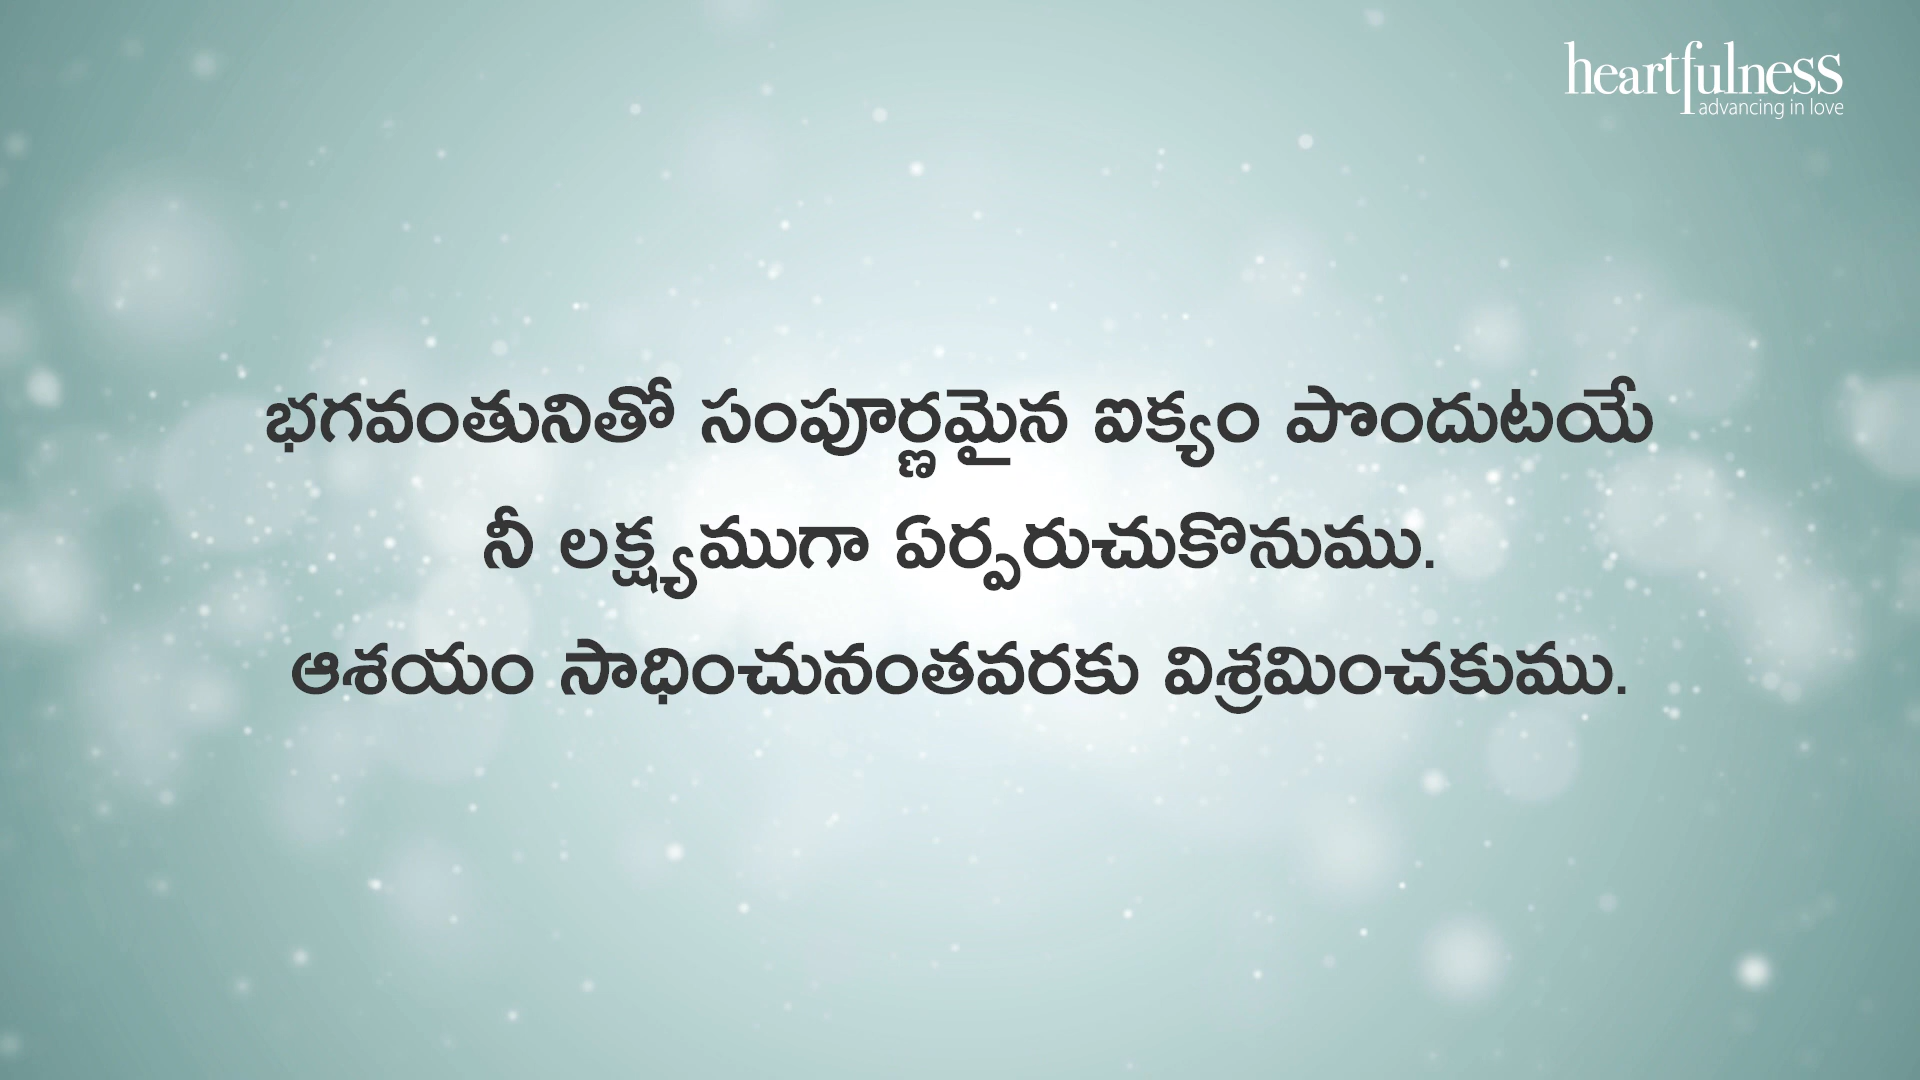 heartfulness
advancing in love
భగవంతునితో సంపూర్ణమైన ఐక్యం పొందుటయే
నీ లక్ష్యముగా ఏర్పరుచుకొనుము.
ఆశయం సాధించునంతవరకు విశ్రమించకుము.